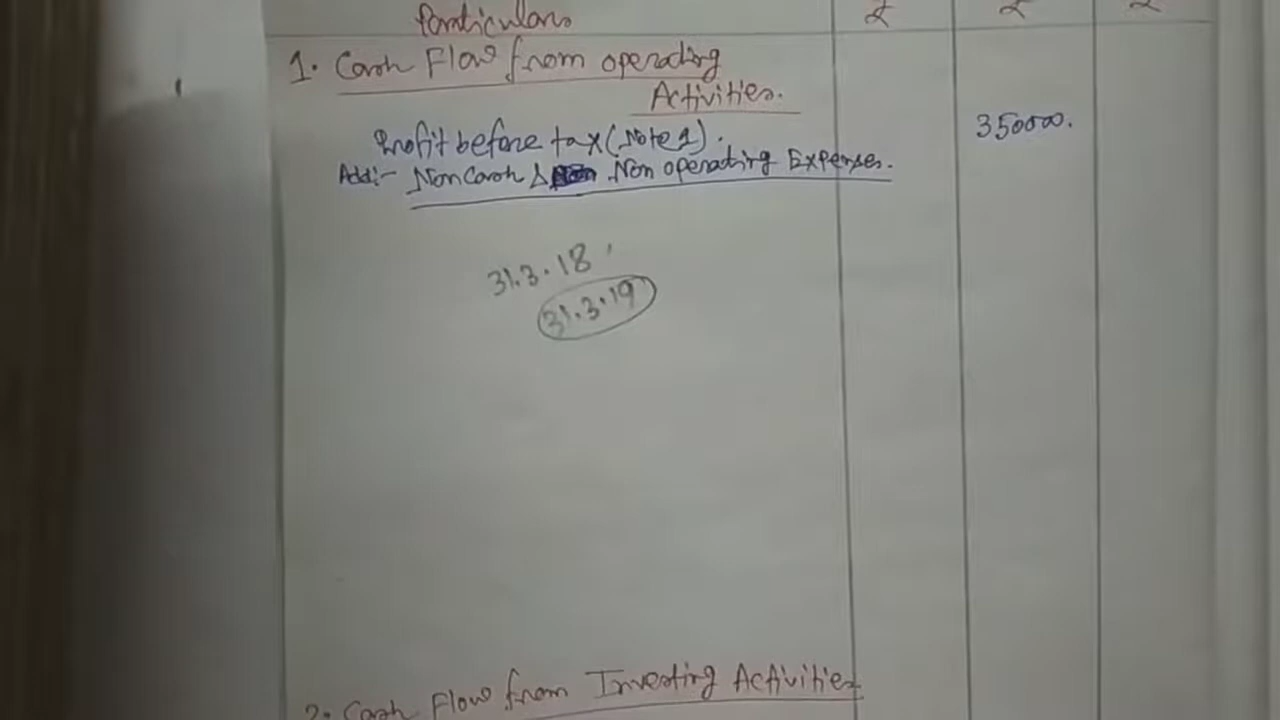 Particulars ₹ ₹ ₹
1. Cash Flow from operating
Activities.
Profit before tax (Note 1). 350000.
Add:- Non Cash & Non operating Expenses.
31.3.18
31.3.19
2. Cash Flow from Investing Activities